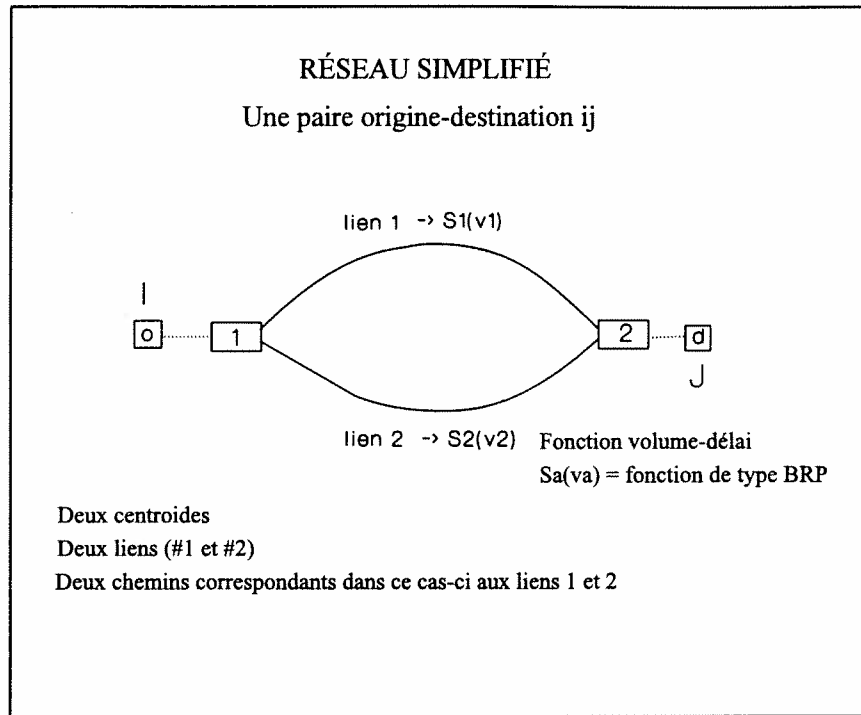 RÉSEAU SIMPLIFIÉ
Une paire origine-destination ij
lien 1 -> S1(v1)
I
o
1
2
d
J
lien 2 -> S2(v2)
Fonction volume-délai
Sa(va) = fonction de type BRP
Deux centroides
Deux liens (#1 et #2)
Deux chemins correspondants dans ce cas-ci aux liens 1 et 2